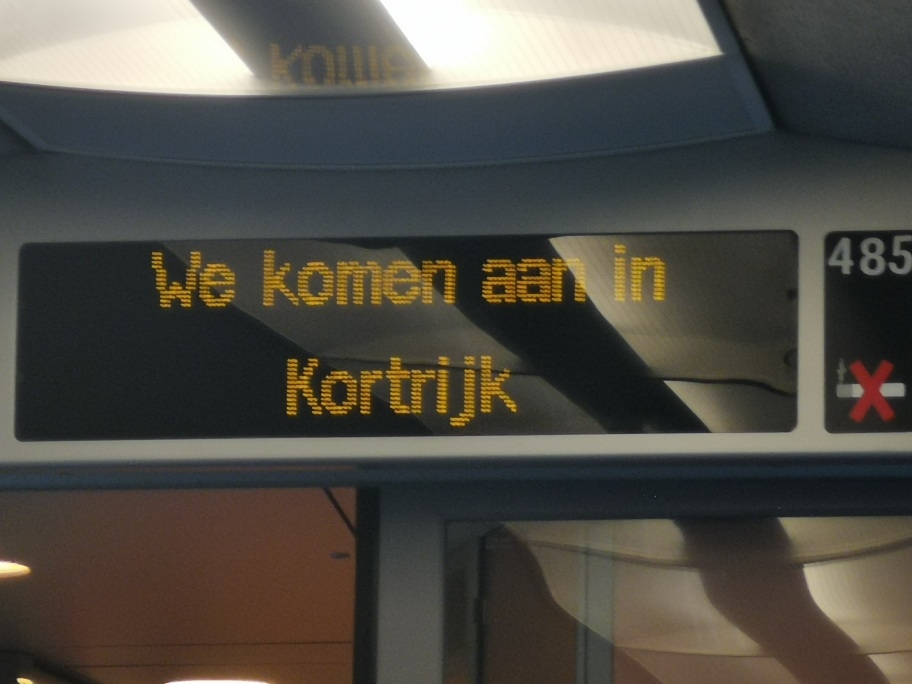 We komen aan in
Kortrijk
485